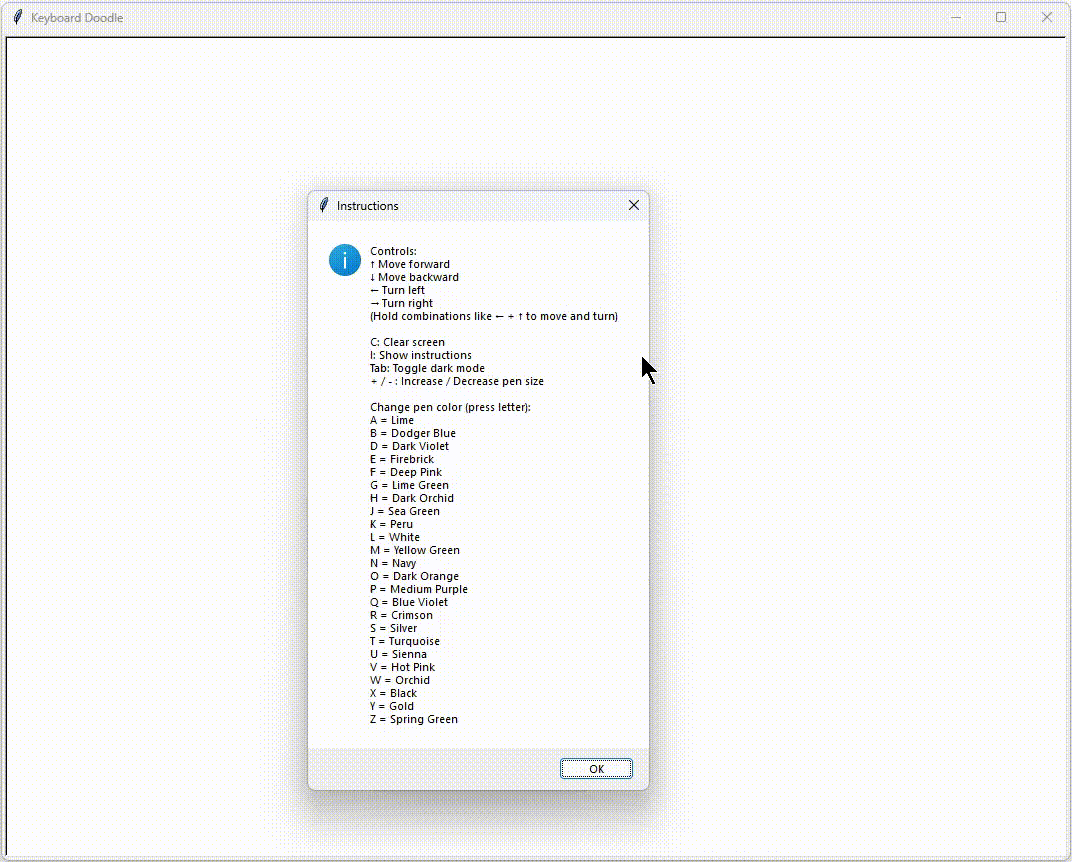 Keyboard Doodle
Instructions
Controls:
↑ Move forward
↓ Move backward
← Turn left
→ Turn right
(Hold combinations like ← + ↑ to move and turn)
C: Clear screen
I: Show instructions
Tab: Toggle dark mode
+ / - : Increase / Decrease pen size
Change pen color (press letter):
A = Lime
B = Dodger Blue
D = Dark Violet
E = Firebrick
F = Deep Pink
G = Lime Green
H = Dark Orchid
J = Sea Green
K = Peru
L = White
M = Yellow Green
N = Navy
O = Dark Orange
P = Medium Purple
Q = Blue Violet
R = Crimson
S = Silver
T = Turquoise
U = Sienna
V = Hot Pink
W = Orchid
X = Black
Y = Gold
Z = Spring Green
OK